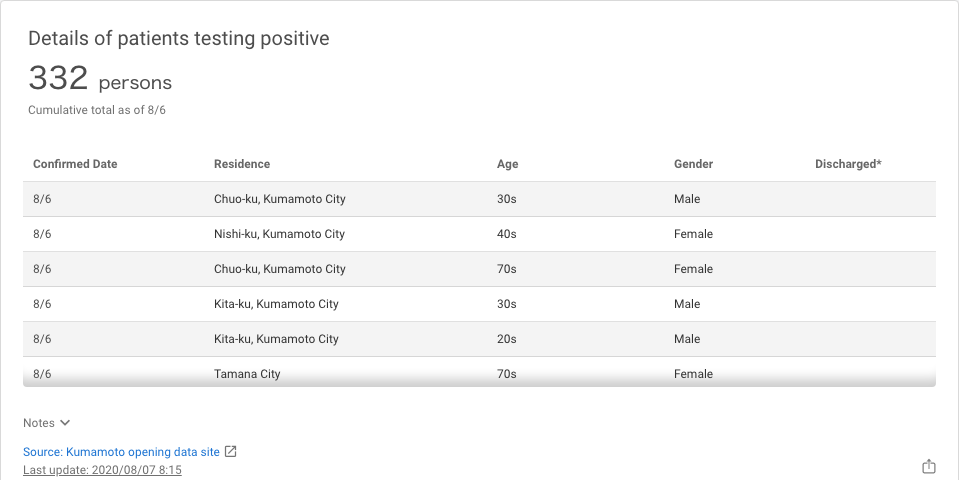 Details of patients testing positive
332 persons
Cumulative total as of 8/6
Confirmed Date Residence Age Gender Discharged*
8/6 Chuo-ku, Kumamoto City 30s Male
8/6 Nishi-ku, Kumamoto City 40s Female
8/6 Chuo-ku, Kumamoto City 70s Female
8/6 Kita-ku, Kumamoto City 30s Male
8/6 Kita-ku, Kumamoto City 20s Male
8/6 Tamana City 70s Female
Notes
Source: Kumamoto opening data site
Last update: 2020/08/07 8:15